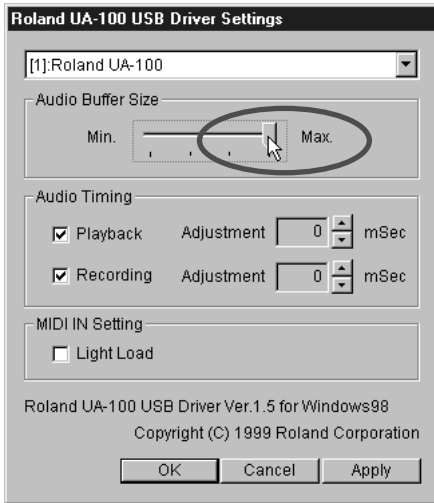 Roland UA-100 USB Driver Settings
[1]:Roland UA-100
Audio Buffer Size
Min. Max.
Audio Timing
Playback Adjustment 0 mSec
Recording Adjustment 0 mSec
MIDI IN Setting
Light Load
Roland UA-100 USB Driver Ver.1.5 for Windows98
Copyright (C) 1999 Roland Corporation
OK Cancel Apply